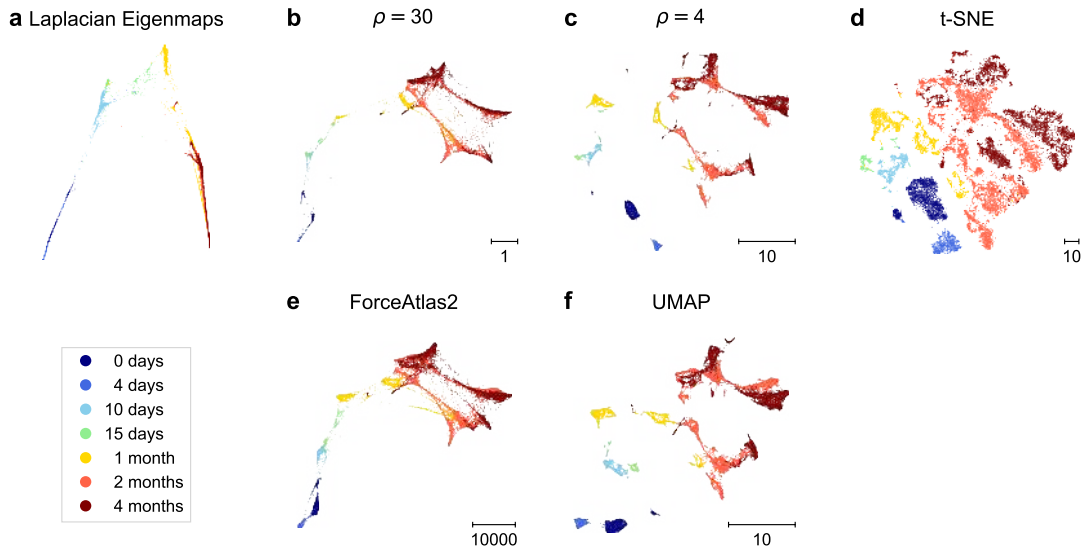 a Laplacian Eigenmaps
b ρ = 30
c ρ = 4
d t-SNE
1
10
10
e ForceAtlas2
f UMAP
0 days
4 days
10 days
15 days
1 month
2 months
4 months
10000
10